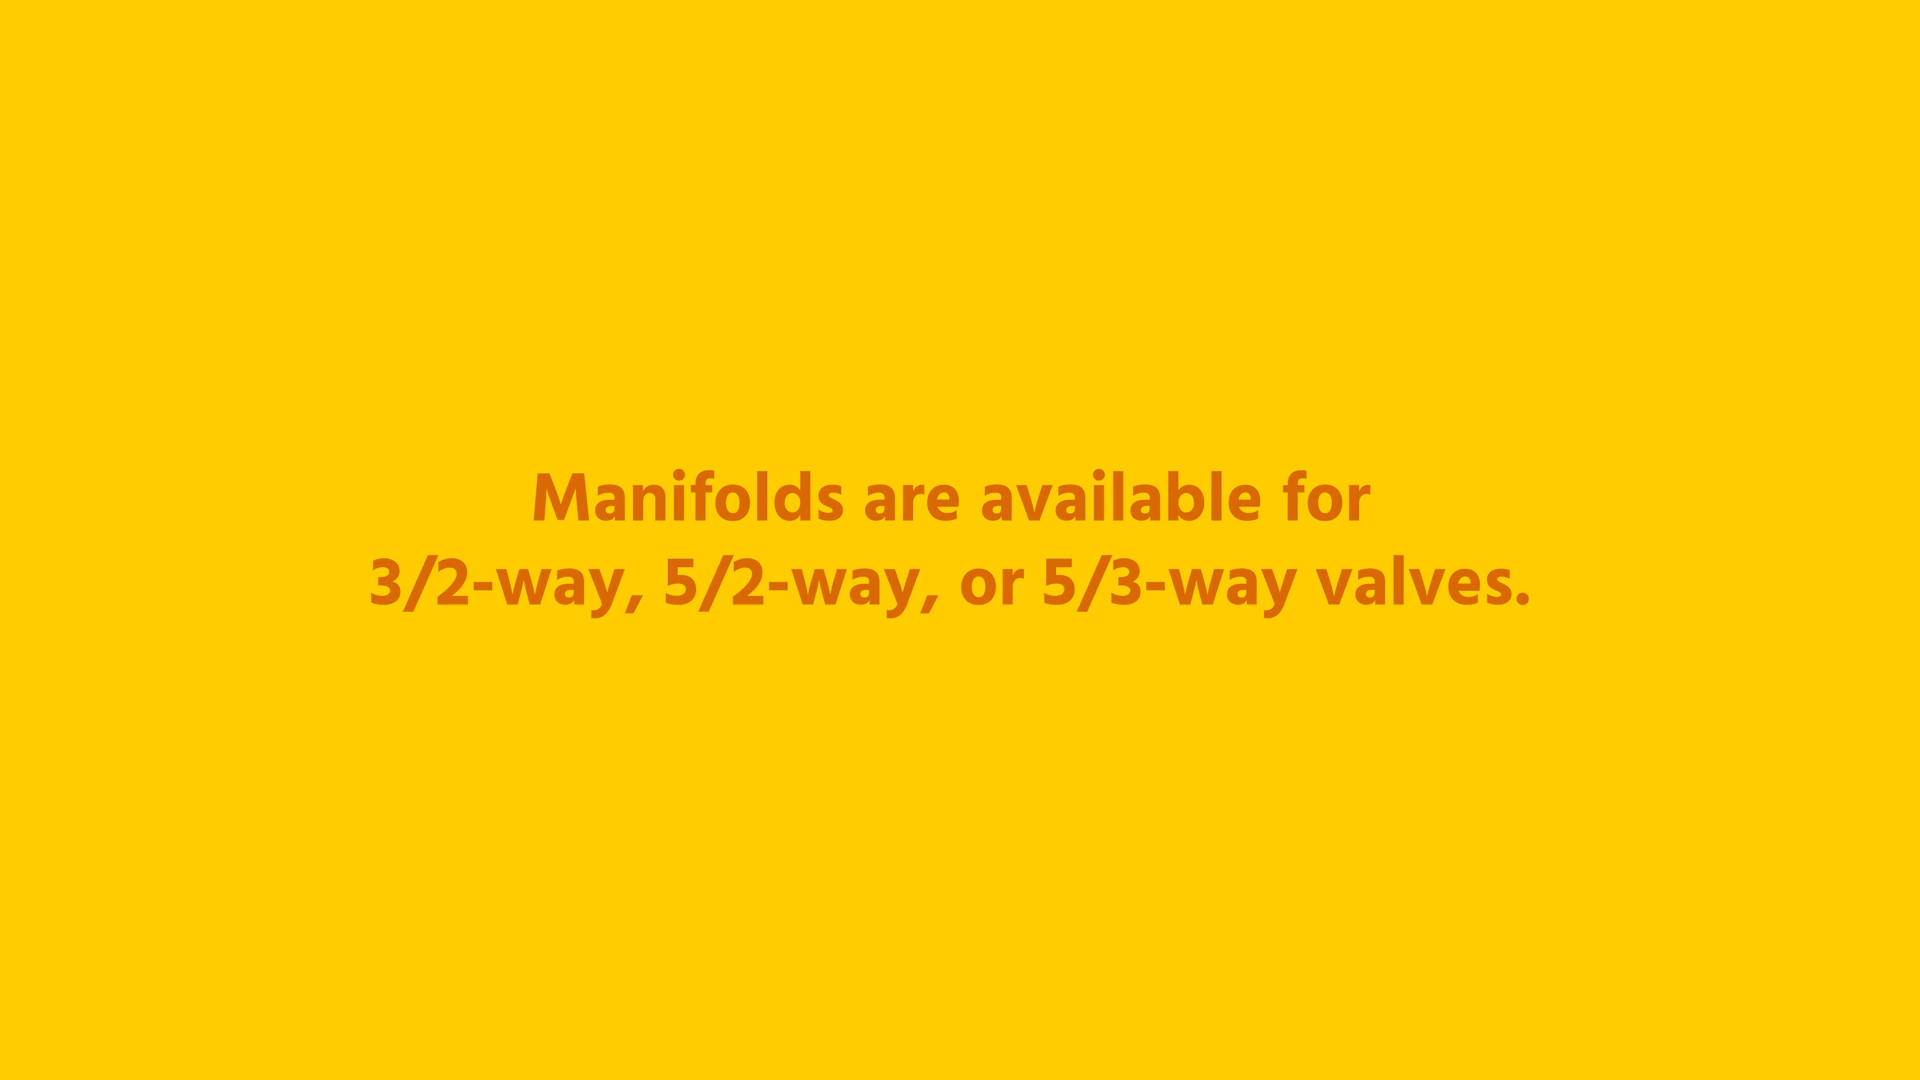 Manifolds are available for
3/2-way, 5/2-way, or 5/3-way valves.